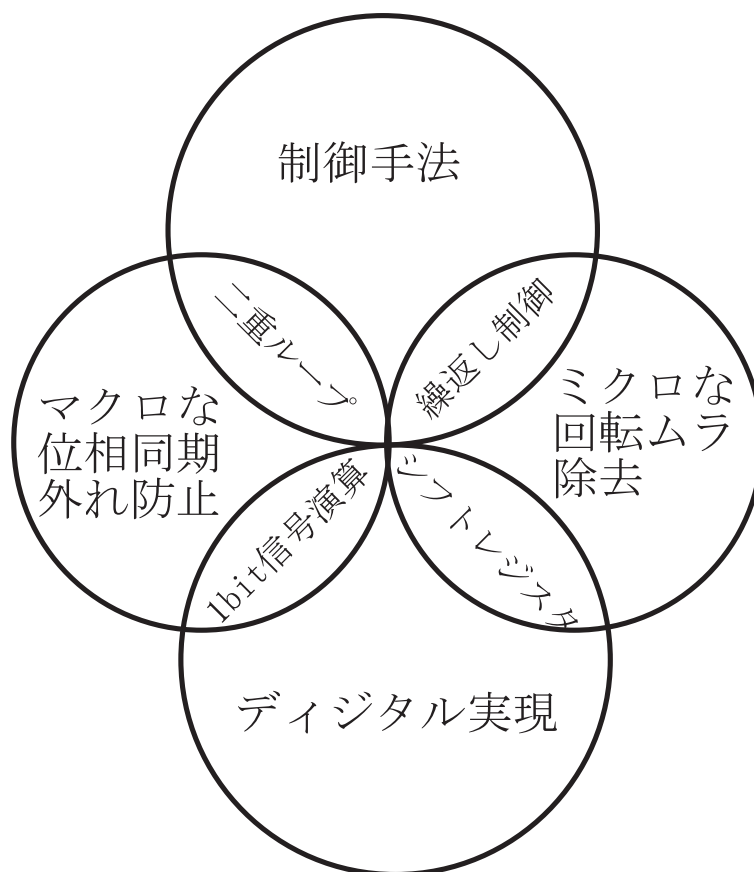 制御手法
二重ループ
繰返し制御
マクロな
位相同期
外れ防止
ミクロな
回転ムラ
除去
1bit信号演算
シフトレジスタ
ディジタル実現